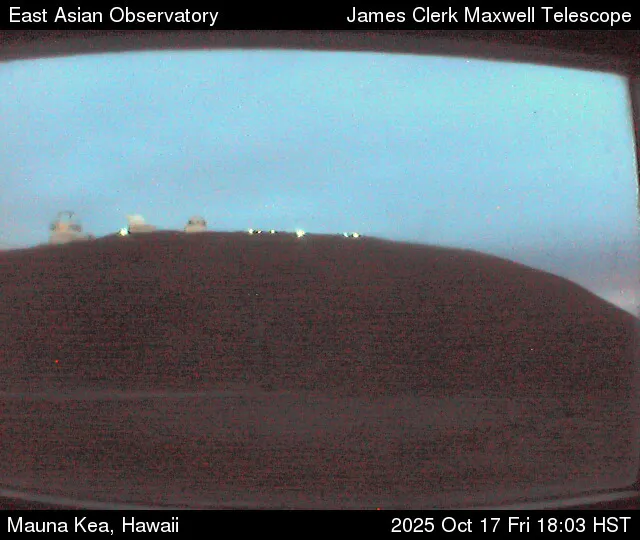 East Asian Observatory
James Clerk Maxwell Telescope
Mauna Kea, Hawaii
2025 Oct 17 Fri 18:03 HST